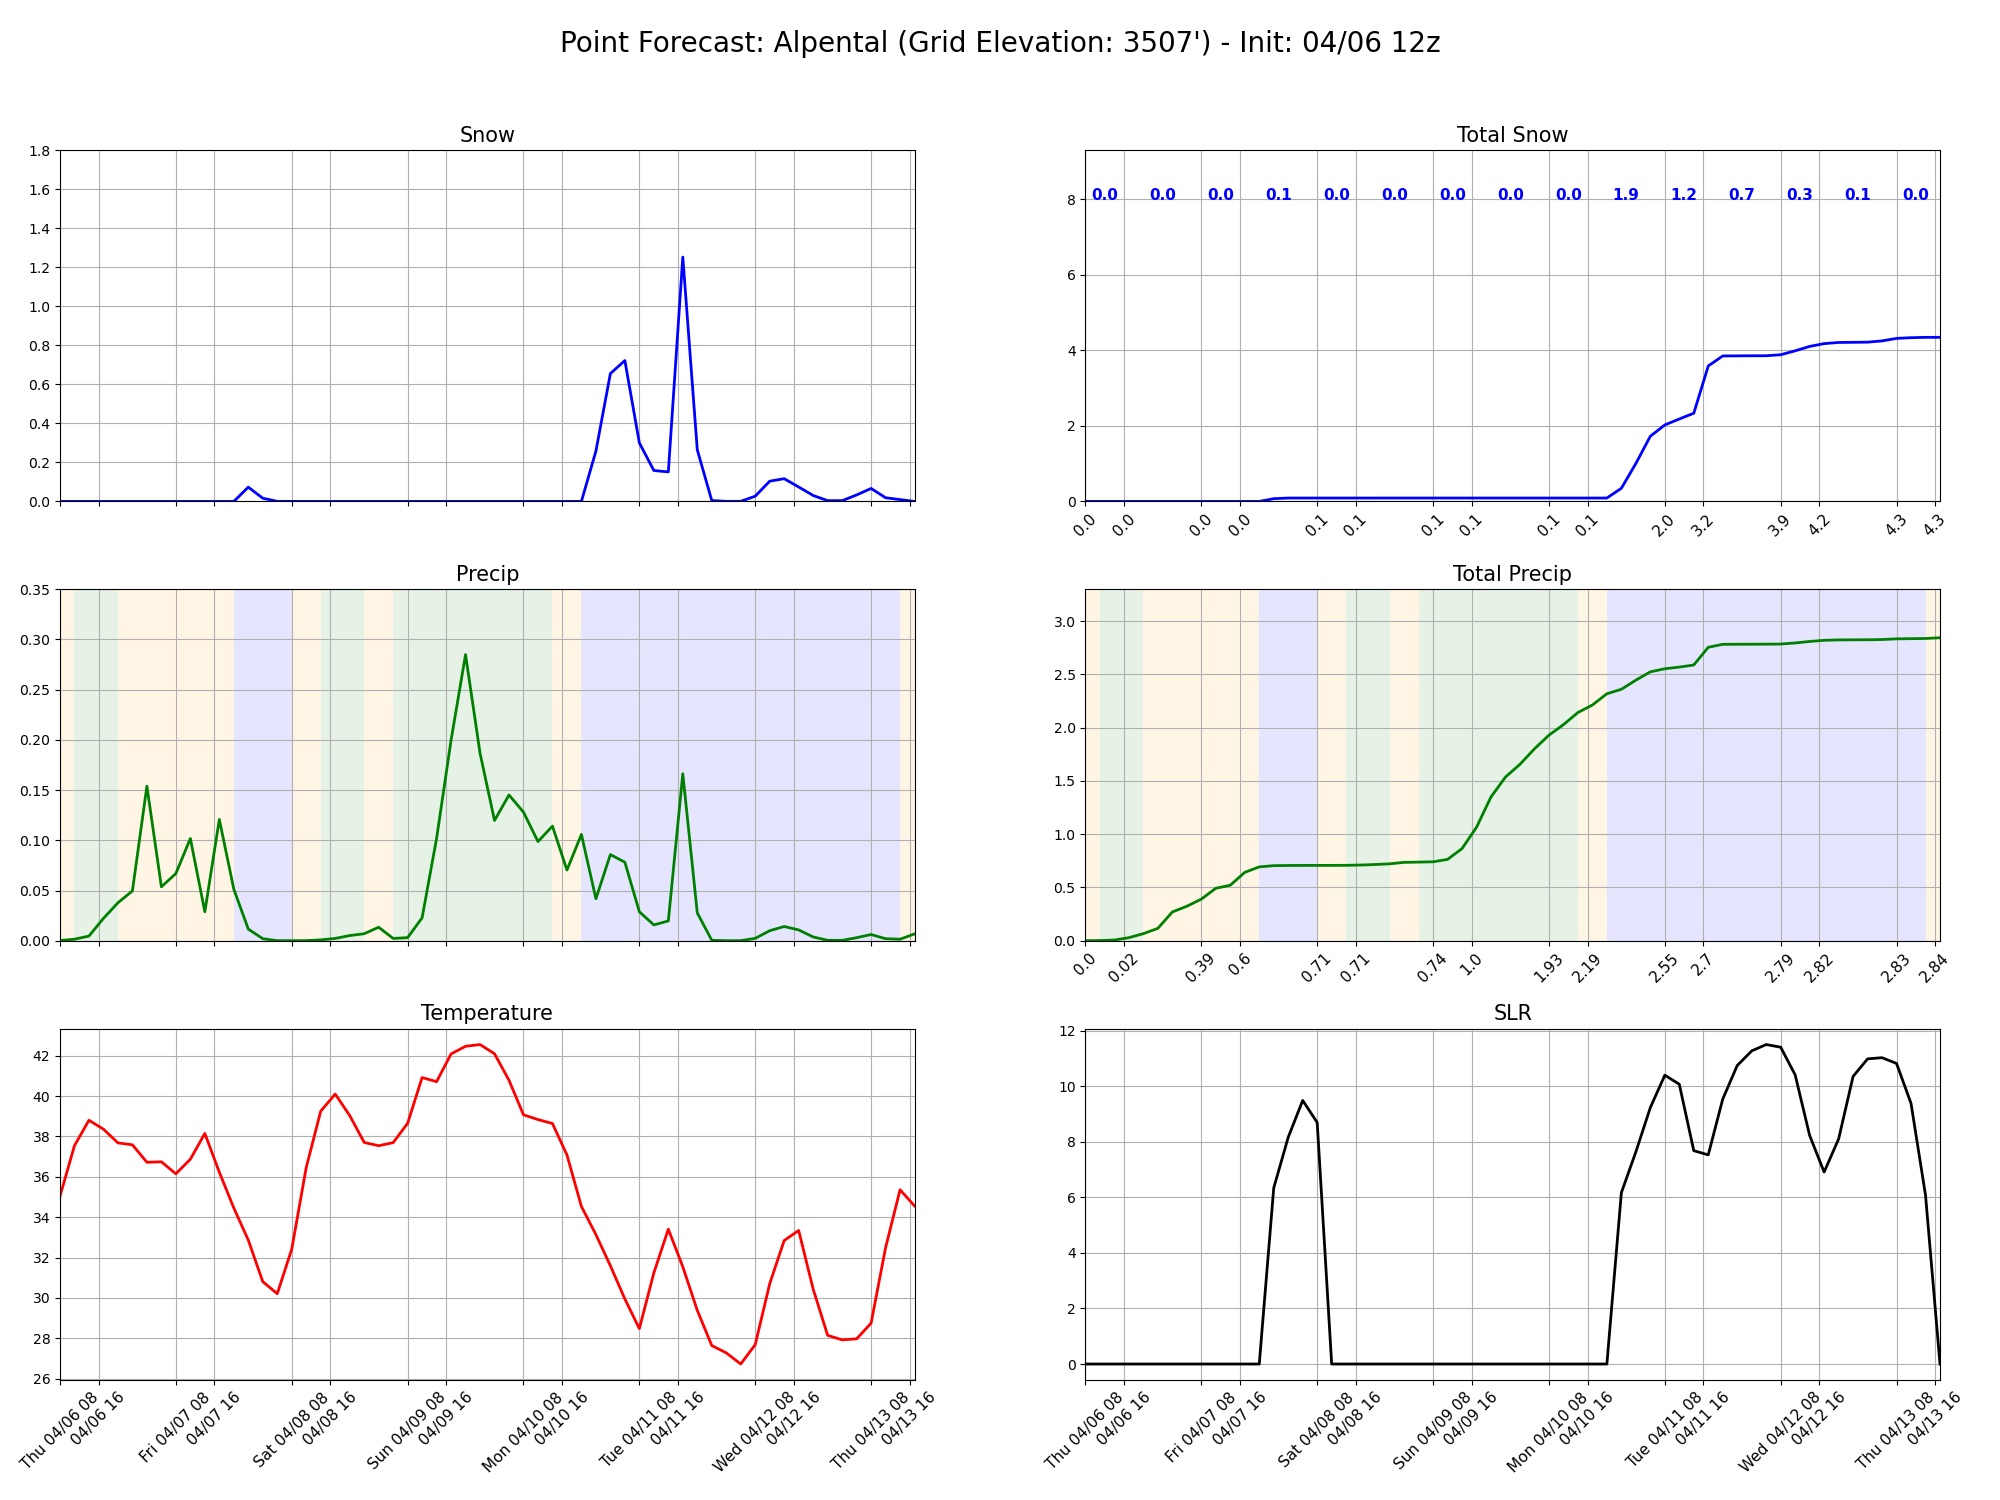 Point Forecast: Alpental (Grid Elevation: 3507') - Init: 04/06 12z
Snow
1.8
1.6
1.4
1.2
1.0
0.8
0.6
0.4
0.2
0.0
Total Snow
8
6
4
2
0
0.0 0.0 0.0 0.1 0.0 0.0 0.0 0.0 0.0 1.9 1.2 0.7 0.3 0.1 0.0
0.0 0.0 0.0 0.0 0.1 0.1 0.1 0.1 0.1 0.1 2.0 3.2 3.9 4.2 4.3 4.3
Precip
0.35
0.30
0.25
0.20
0.15
0.10
0.05
0.00
Total Precip
3.0
2.5
2.0
1.5
1.0
0.5
0.0
0.0 0.02 0.39 0.6 0.71 0.71 0.74 1.0 1.93 2.19 2.55 2.7 2.79 2.82 2.83 2.84
Temperature
42
40
38
36
34
32
30
28
26
Thu 04/06 08
04/06 16
Fri 04/07 08
04/07 16
Sat 04/08 08
04/08 16
Sun 04/09 08
04/09 16
Mon 04/10 08
04/10 16
Tue 04/11 08
04/11 16
Wed 04/12 08
04/12 16
Thu 04/13 08
04/13 16
SLR
12
10
8
6
4
2
0
Thu 04/06 08
04/06 16
Fri 04/07 08
04/07 16
Sat 04/08 08
04/08 16
Sun 04/09 08
04/09 16
Mon 04/10 08
04/10 16
Tue 04/11 08
04/11 16
Wed 04/12 08
04/12 16
Thu 04/13 08
04/13 16